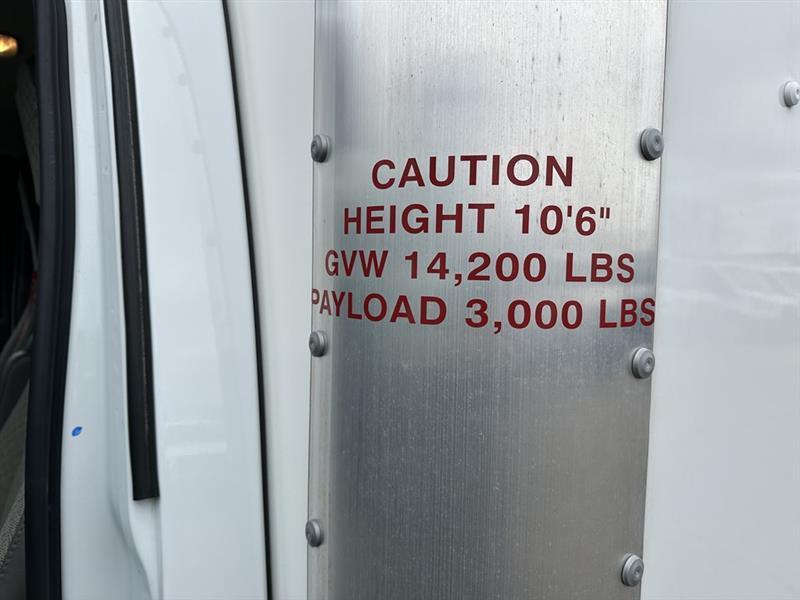 CAUTION
HEIGHT 10'6"
GVW 14,200 LBS
PAYLOAD 3,000 LBS